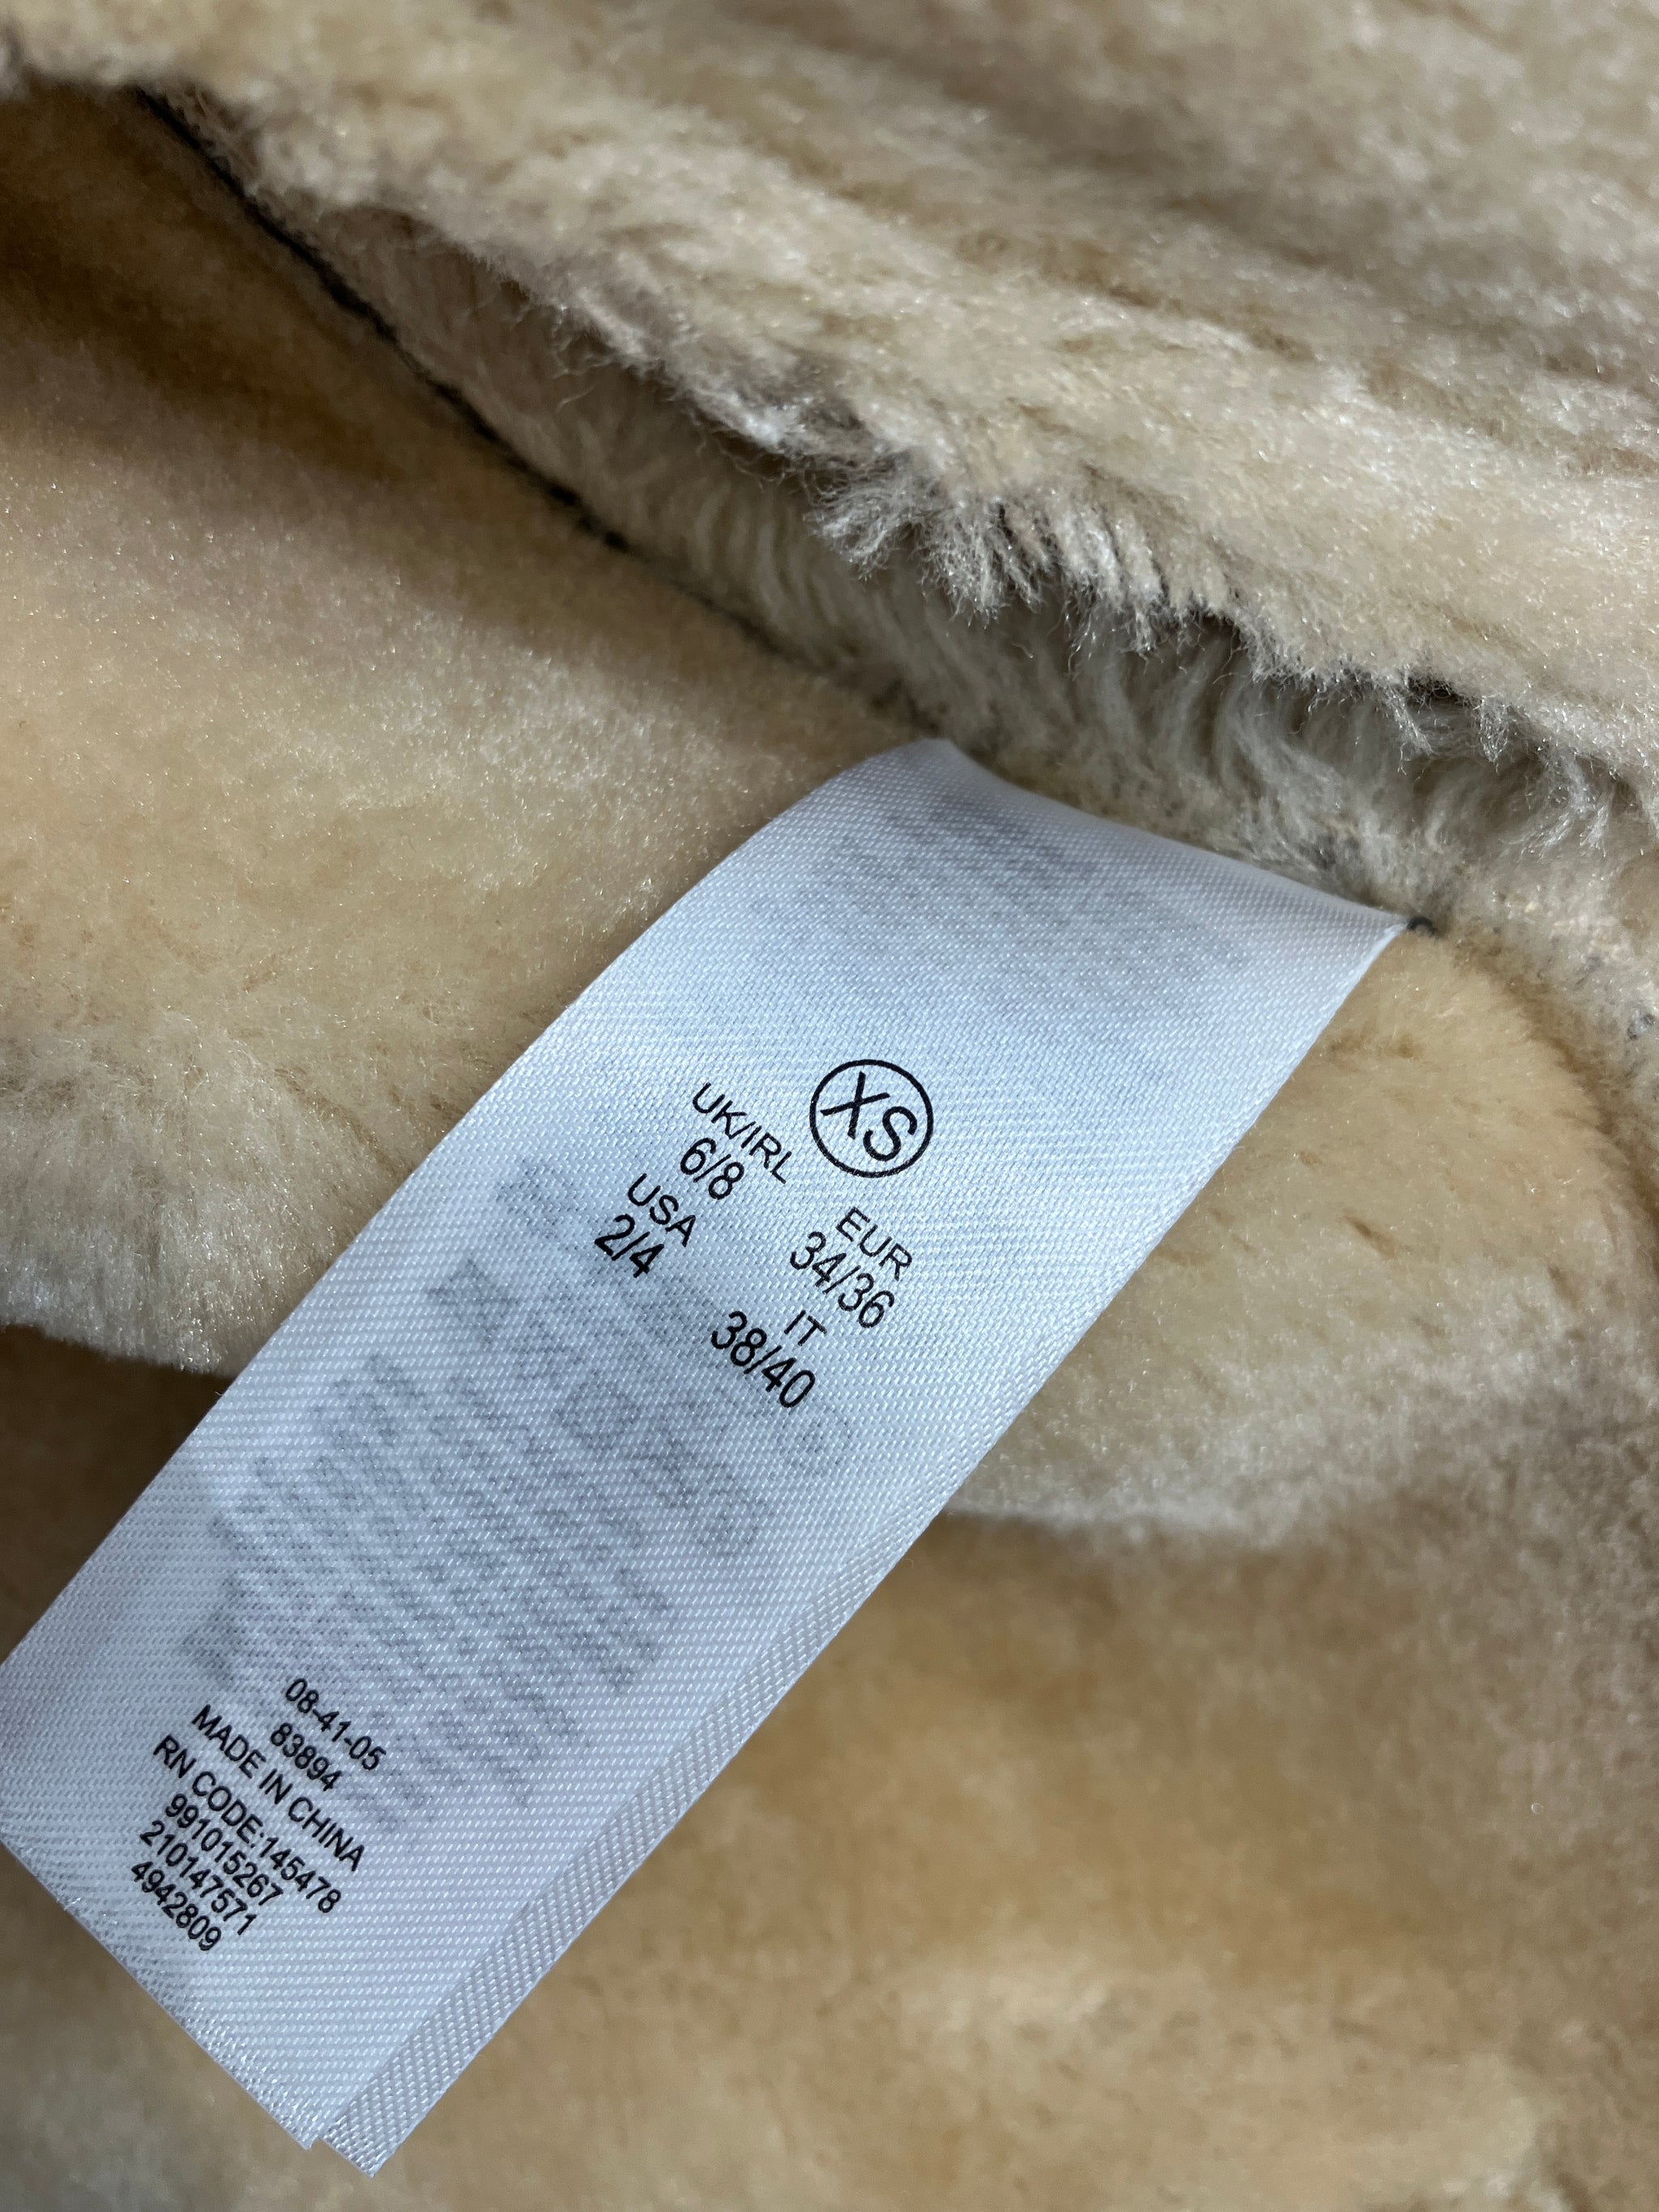 XS
UK/IRL EUR
6/8 34/36
USA IT
2/4 38/40
08-41-05
83894
MADE IN CHINA
RN CODE:145478
991015267
210147571
4942809